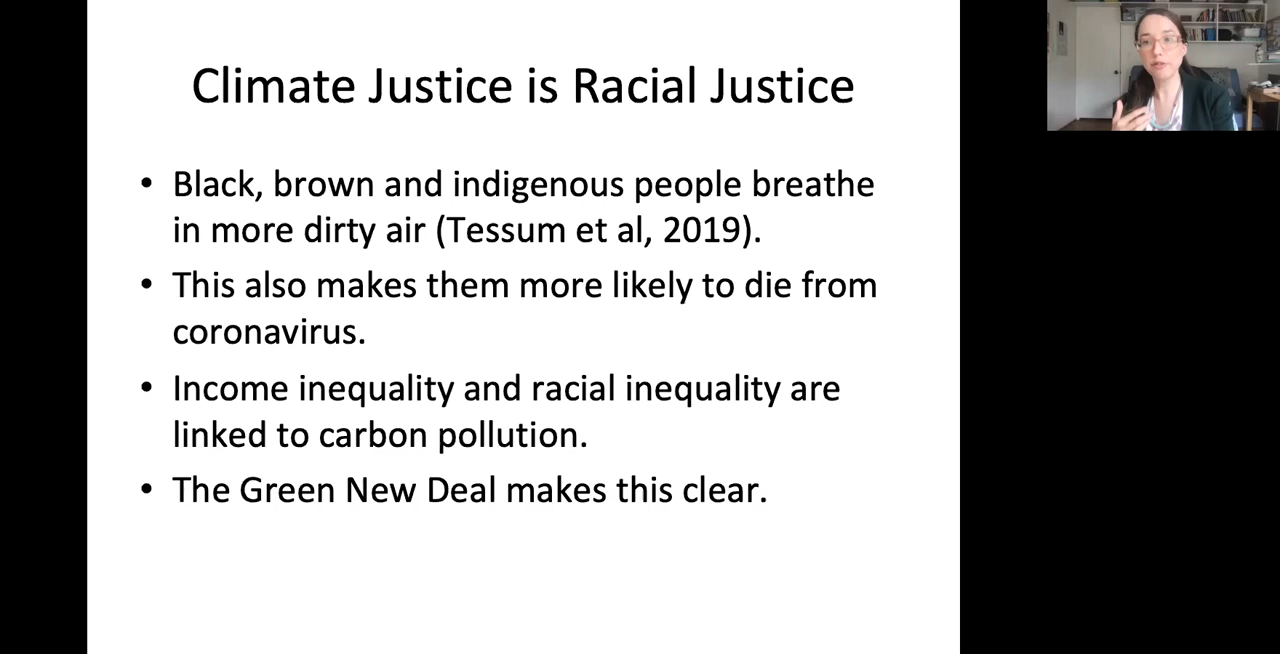 Climate Justice is Racial Justice
• Black, brown and indigenous people breathe
in more dirty air (Tessum et al, 2019).
• This also makes them more likely to die from
coronavirus.
• Income inequality and racial inequality are
linked to carbon pollution.
• The Green New Deal makes this clear.